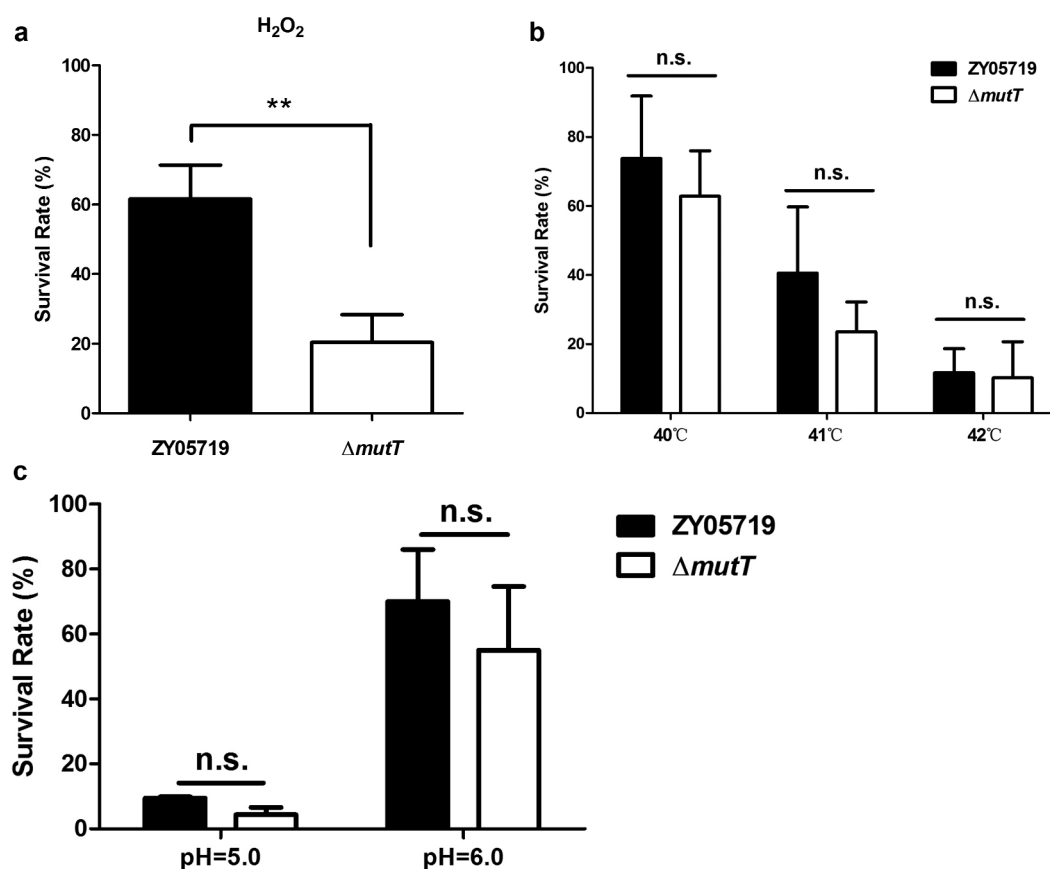 a
H₂O₂
Survival Rate (%)
100
80
60
40
20
0
**
ZY05719
ΔmutT
b
ZY05719
ΔmutT
Survival Rate (%)
100
80
60
40
20
0
n.s.
n.s.
n.s.
40℃
41℃
42℃
c
Survival Rate (%)
100
80
60
40
20
0
n.s.
n.s.
pH=5.0
pH=6.0
ZY05719
ΔmutT